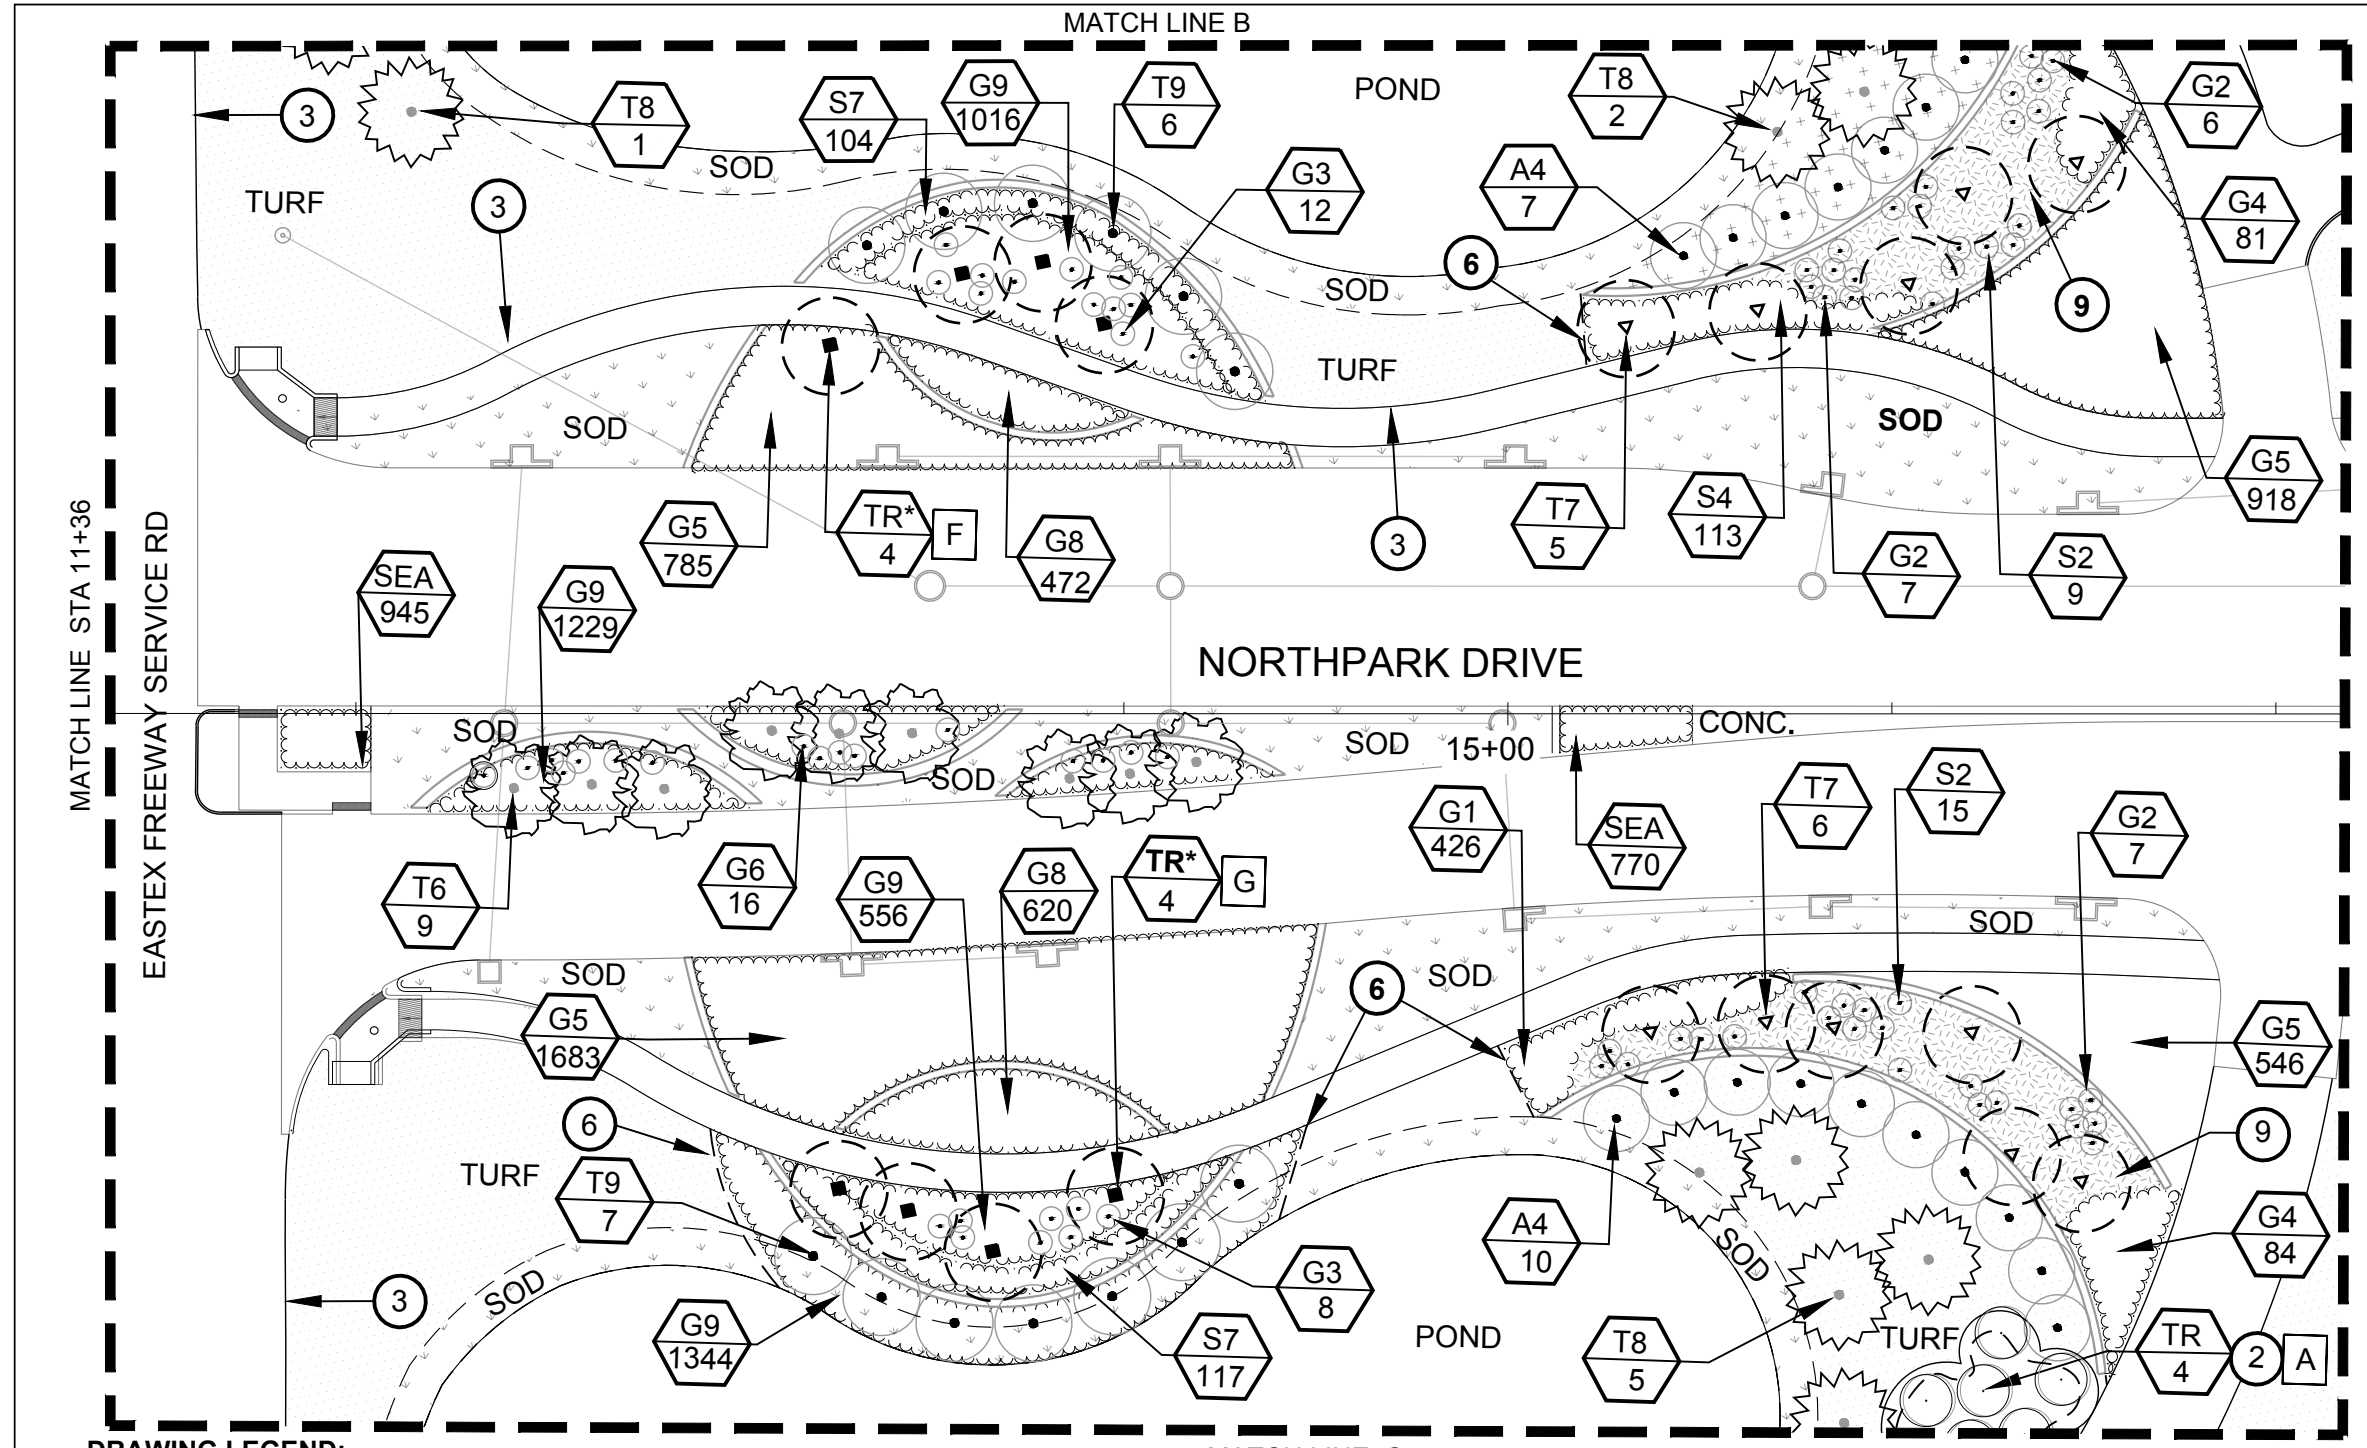 MATCH LINE B
T8
1
S7
104
G9
1016
T9
6
POND
T8
2
G2
6
3
SOD
TURF
3
G3
12
A4
7
G4
81
6
SOD
9
TURF
SOD
SOD
G5
785
TR*
4
F
G8
472
3
T7
5
S4
113
G2
7
S2
9
G5
918
MATCH LINE STA 11+36
EASTEX FREEWAY SERVICE RD
SEA
945
G9
1229
NORTHPARK DRIVE
SOD
SOD
SOD
15+00
CONC.
T6
9
G6
16
G9
556
G8
620
TR*
4
G
G1
426
SEA
770
T7
6
S2
15
G2
7
SOD
SOD
SOD
6
G5
1683
G5
546
6
9
TURF
T9
7
A4
10
SOD
G4
84
3
SOD
G9
1344
S7
117
G3
8
POND
T8
5
TURF
TR
4
2
A
DRAWING LEGEND: